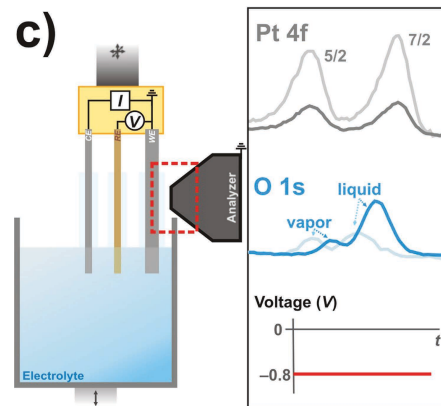 c)
I
V
CE
RE
WE
Analyzer
Electrolyte
Pt 4f
5/2
7/2
O 1s
liquid
vapor
Voltage (V)
0
t
–0.8